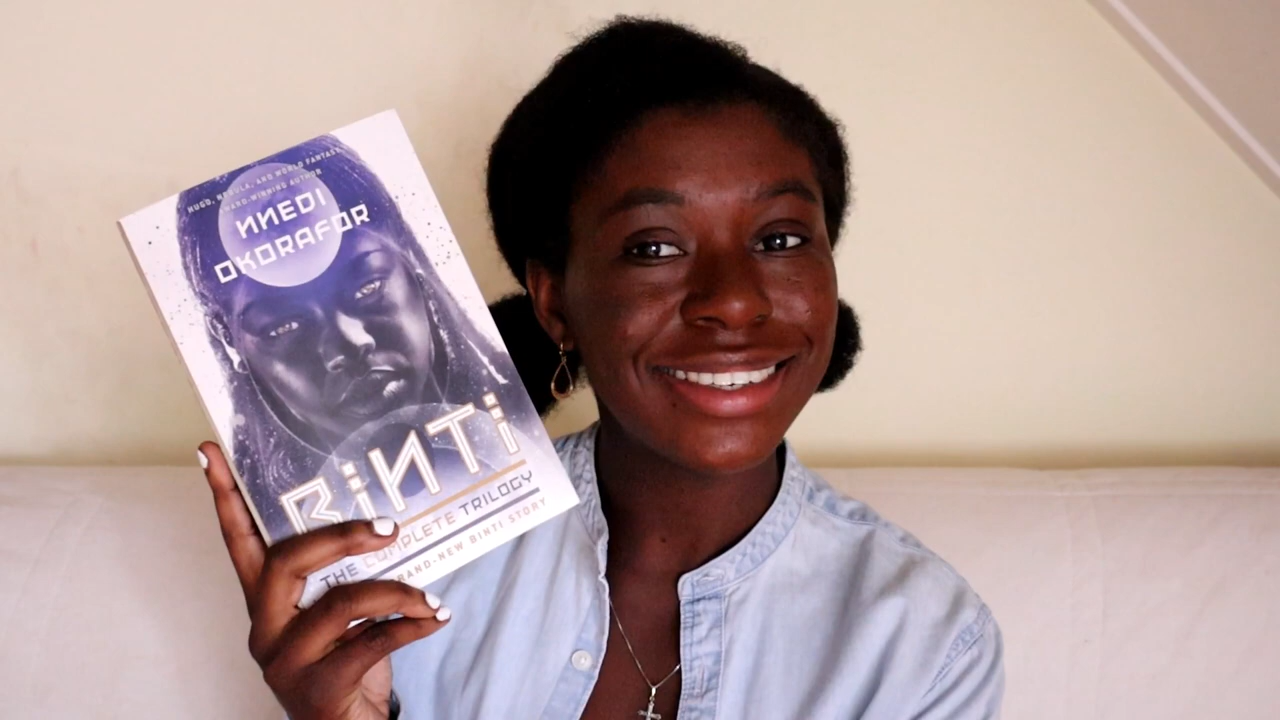 HUGO, NEBULA, AND WORLD FANTASY
AWARD-WINNING AUTHOR
NNEDI
OKORAFOR
BiNTi
THE COMPLETE TRILOGY
BRAND-NEW BINTI STORY